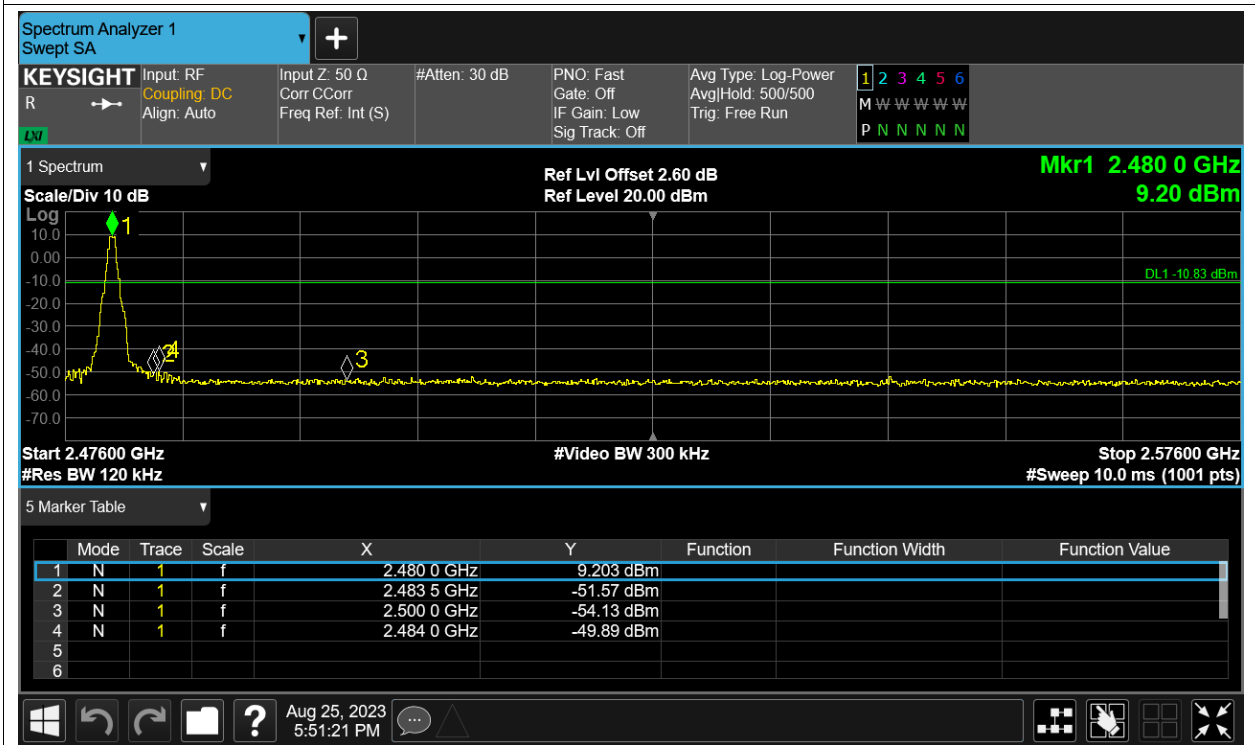 Spectrum Analyzer 1
Swept SA
KEYSIGHT Input: RF Input Z: 50 Ω #Atten: 30 dB PNO: Fast Avg Type: Log-Power 1 2 3 4 5 6
R Coupling: DC Corr CCorr Gate: Off Avg|Hold: 500/500 M W W W W W
Align: Auto Freq Ref: Int (S) IF Gain: Low Trig: Free Run
LXI Sig Track: Off P N N N N N
1 Spectrum Ref Lvl Offset 2.60 dB Mkr1 2.480 0 GHz
Scale/Div 10 dB Ref Level 20.00 dBm 9.20 dBm
Log
1
10.0
0.00
-10.0 DL1 -10.83 dBm
-20.0
-30.0
-40.0 4
3
-50.0
-60.0
-70.0
Start 2.47600 GHz #Video BW 300 kHz Stop 2.57600 GHz
#Res BW 120 kHz #Sweep 10.0 ms (1001 pts)
5 Marker Table
Mode Trace Scale X Y Function Function Width Function Value
1 N 1 f 2.480 0 GHz 9.203 dBm
2 N 1 f 2.483 5 GHz -51.57 dBm
3 N 1 f 2.500 0 GHz -54.13 dBm
4 N 1 f 2.484 0 GHz -49.89 dBm
5
6
? Aug 25, 2023
5:51:21 PM